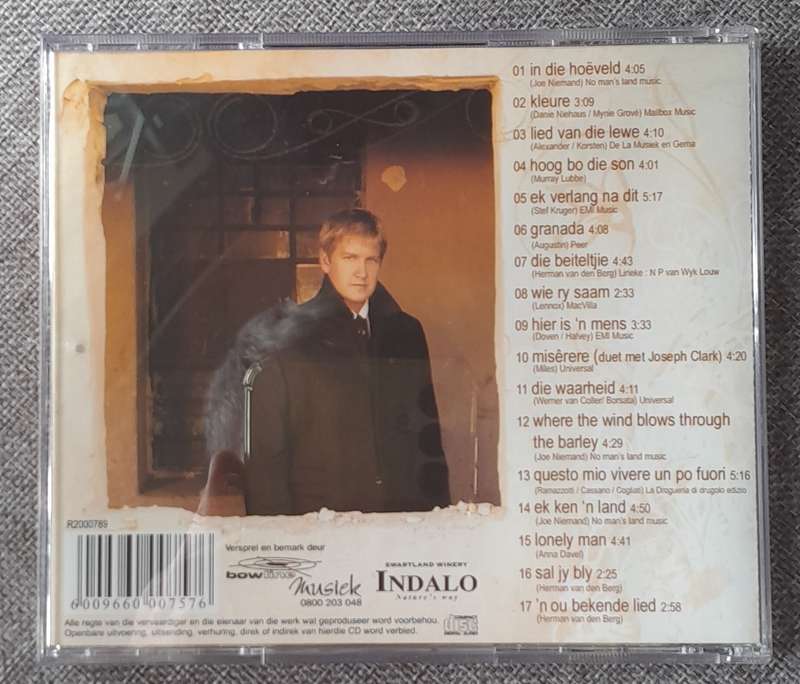 01 in die hoëveld 4:05
(Joe Niemand) No man's land music
02 kleure 3:09
(Danie Niehaus / Mynie Grové) Mailbox Music
03 lied van die lewe 4:10
(Alexander / Korsten) De La Musiek en Gema
04 hoog bo die son 4:01
(Murray Lubbe)
05 ek verlang na dit 5:17
(Stef Kruger) EMI Music
06 granada 4:08
(Augustin) Peer
07 die beiteltjie 4:43
(Herman van den Berg) Lirieke : N P van Wyk Louw
08 wie ry saam 2:33
(Lennox) MacVilla
09 hier is 'n mens 3:33
(Doven / Halvey) EMI Music
10 misêrere (duet met Joseph Clark) 4:20
(Miles) Universal
11 die waarheid 4:11
(Werner van Coller/ Borsata) Universal
12 where the wind blows through
the barley 4:29
(Joe Niemand) No man's land music
13 questo mio vivere un po fuori 5:16
(Ramazzotti / Cassano / Cogliati) La Drogueria di drugolo edizio
14 ek ken 'n land 4:50
(Joe Niemand) No man's land music
15 lonely man 4:41
(Anna Davel)
16 sal jy bly 2:25
(Herman van den Berg)
17 'n ou bekende lied 2:58
(Herman van den Berg)
R2000789
6009660007576
Versprei en bemark deur
bowline
musiek
0800 203 048
SWARTLAND WINERY
INDALO
Nature's way
COMPACT
disc
DIGITAL AUDIO
Alle regte van die vervaardiger en die eienaar van die werk wat geproduseer word voorbehou.
Openbare uitvoering, uitsending, verhuring, direk of indirek van hierdie CD word verbied.